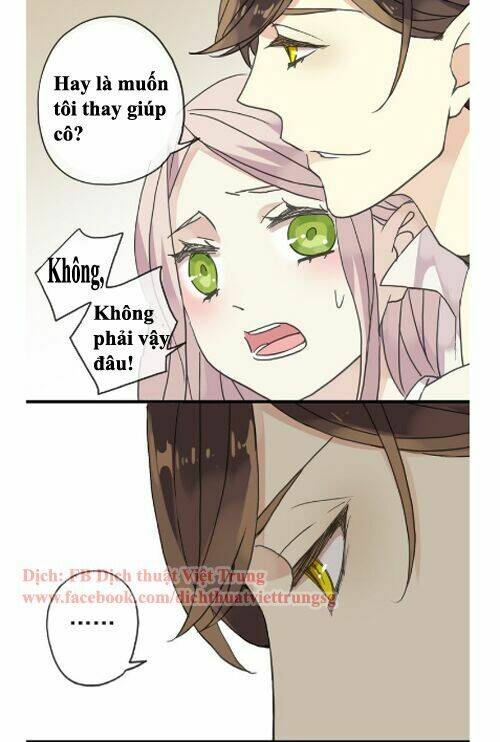 Hay là muốn
tôi thay giúp
cô?
Không,
Không
phải vậy
đâu!
Dịch: FB Dịch thuật Việt Trung
www.facebook.com/dichthuatviettrungsg
......